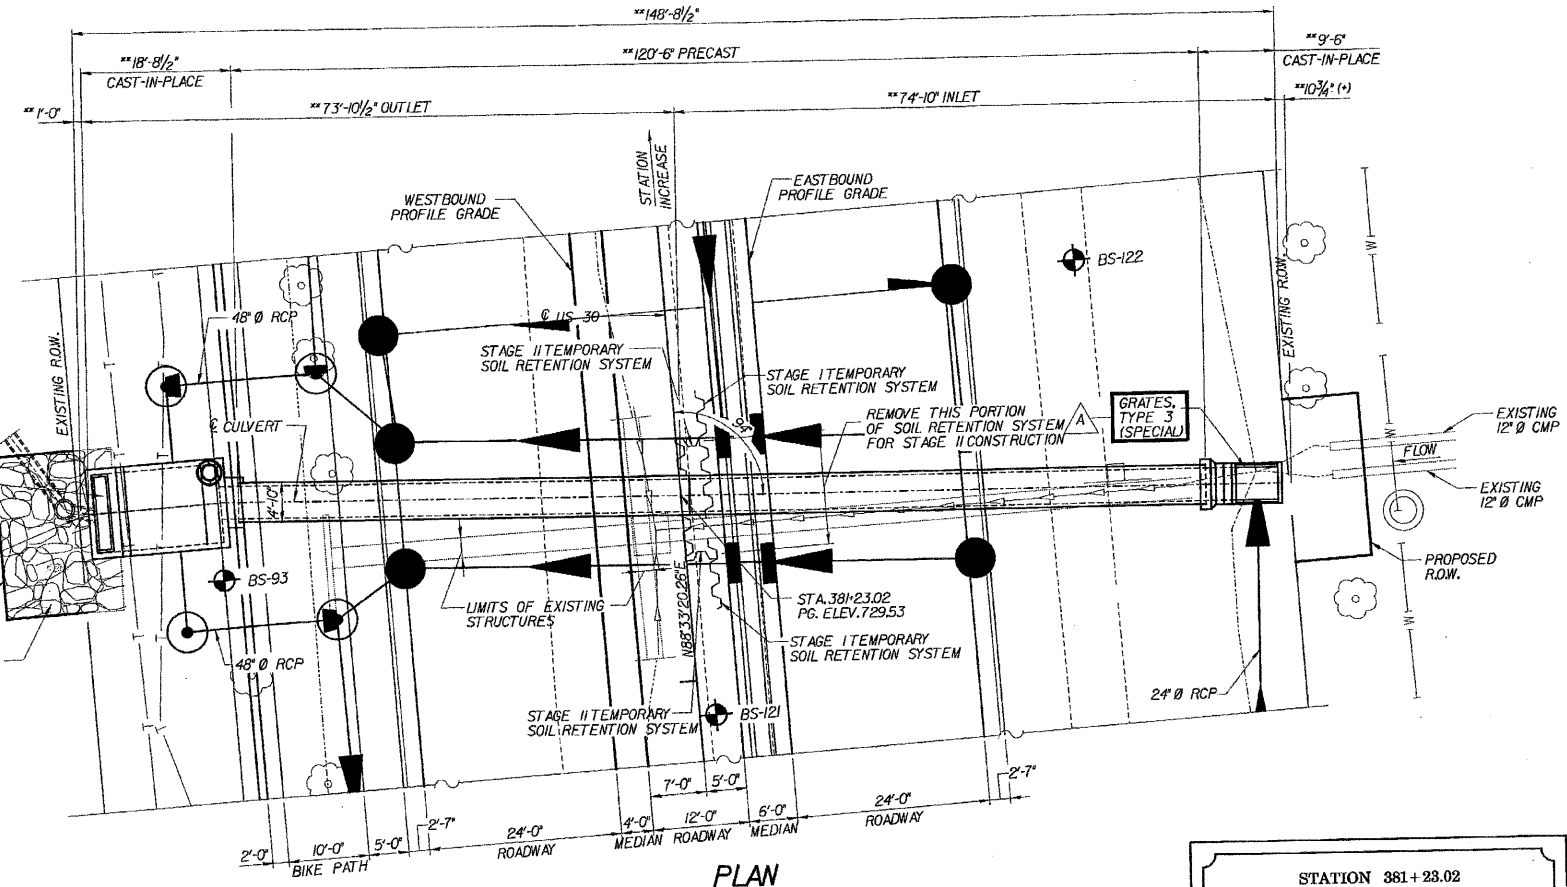 **148'-8½"
**18'-8½"
CAST-IN-PLACE
**120'-6" PRECAST
**9'-6"
CAST-IN-PLACE
**1'-0"
**73'-10½" OUTLET
**74'-10" INLET
**10¾" (+)
STATION
INCREASE
WESTBOUND
PROFILE GRADE
EASTBOUND
PROFILE GRADE
BS-122
EXISTING R.O.W.
EXISTING R.O.W.
48" Ø RCP
℄ US 30
STAGE II TEMPORARY
SOIL RETENTION SYSTEM
STAGE I TEMPORARY
SOIL RETENTION SYSTEM
94°
REMOVE THIS PORTION
OF SOIL RETENTION SYSTEM
FOR STAGE II CONSTRUCTION
A
GRATES,
TYPE 3
(SPECIAL)
EXISTING
12" Ø CMP
FLOW
EXISTING
12" Ø CMP
℄ CULVERT
4'-10"
BS-93
LIMITS OF EXISTING
STRUCTURES
N88°33'20.26"E
STA. 381+23.02
PG. ELEV. 729.53
STAGE I TEMPORARY
SOIL RETENTION SYSTEM
PROPOSED
R.O.W.
48" Ø RCP
24" Ø RCP
STAGE II TEMPORARY
SOIL RETENTION SYSTEM
BS-121
T
T
T
T
T
T
W
W
W
W
2'-0"
10'-0"
BIKE PATH
5'-0"
2'-7"
24'-0"
ROADWAY
4'-0"
MEDIAN
7'-0"
5'-0"
12'-0"
ROADWAY
6'-0"
MEDIAN
24'-0"
ROADWAY
2'-7"
PLAN
STATION 381+23.02